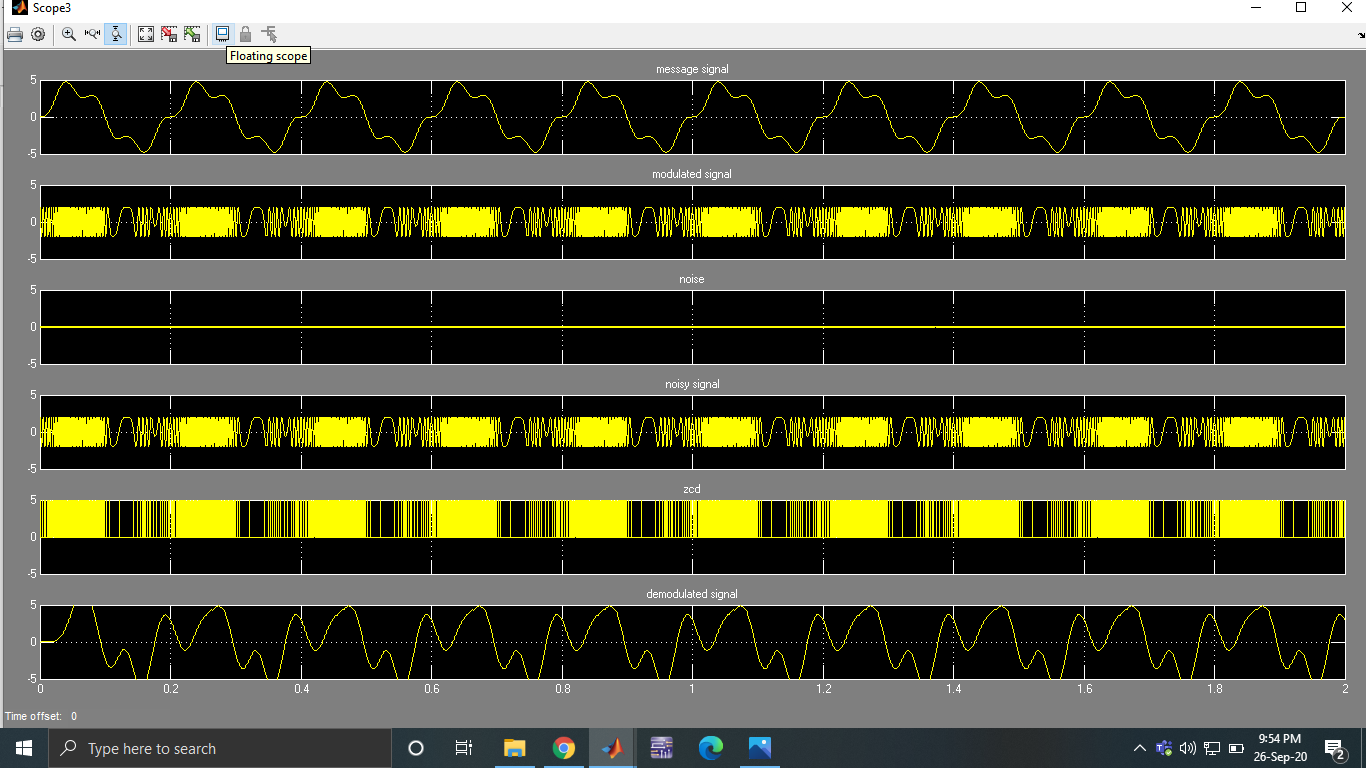 Scope3
Floating scope
message signal
5
0
-5
modulated signal
5
0
-5
noise
5
0
-5
noisy signal
5
0
-5
zcd
5
0
-5
demodulated signal
5
0
-5
0 0.2 0.4 0.6 0.8 1 1.2 1.4 1.6 1.8 2
Time offset: 0
Type here to search
9:54 PM
26-Sep-20
2